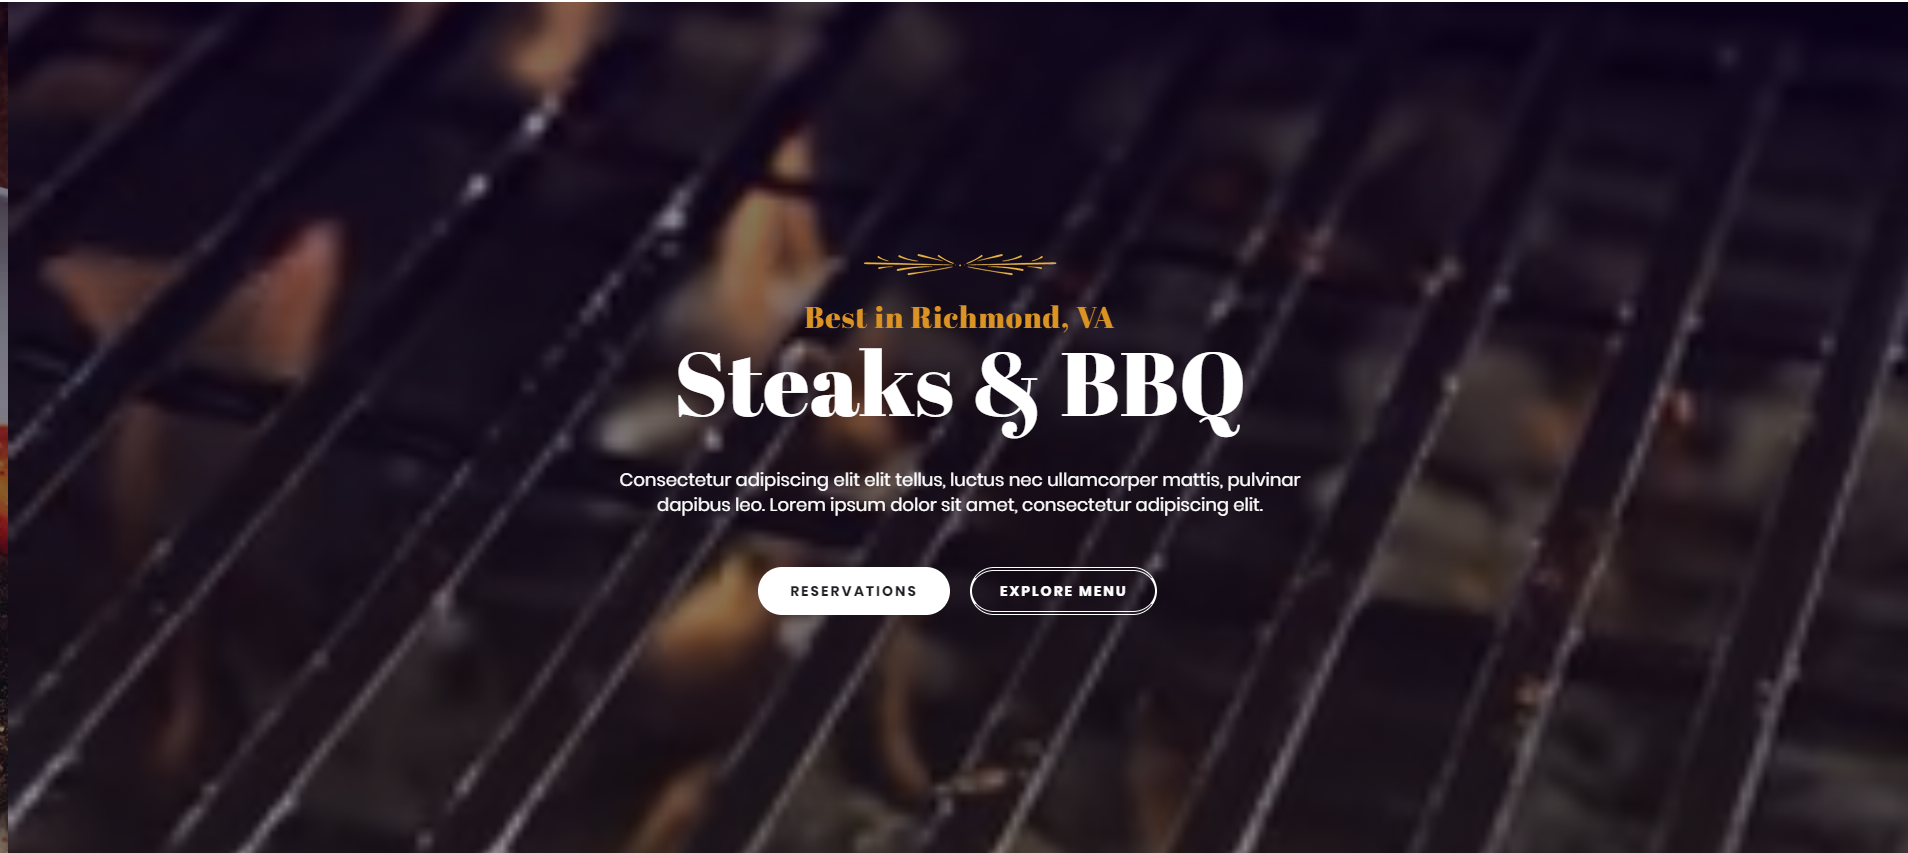 Best in Richmond, VA
Steaks & BBQ
Consectetur adipiscing elit elit tellus, luctus nec ullamcorper mattis, pulvinar
dapibus leo. Lorem ipsum dolor sit amet, consectetur adipiscing elit.
RESERVATIONS
EXPLORE MENU